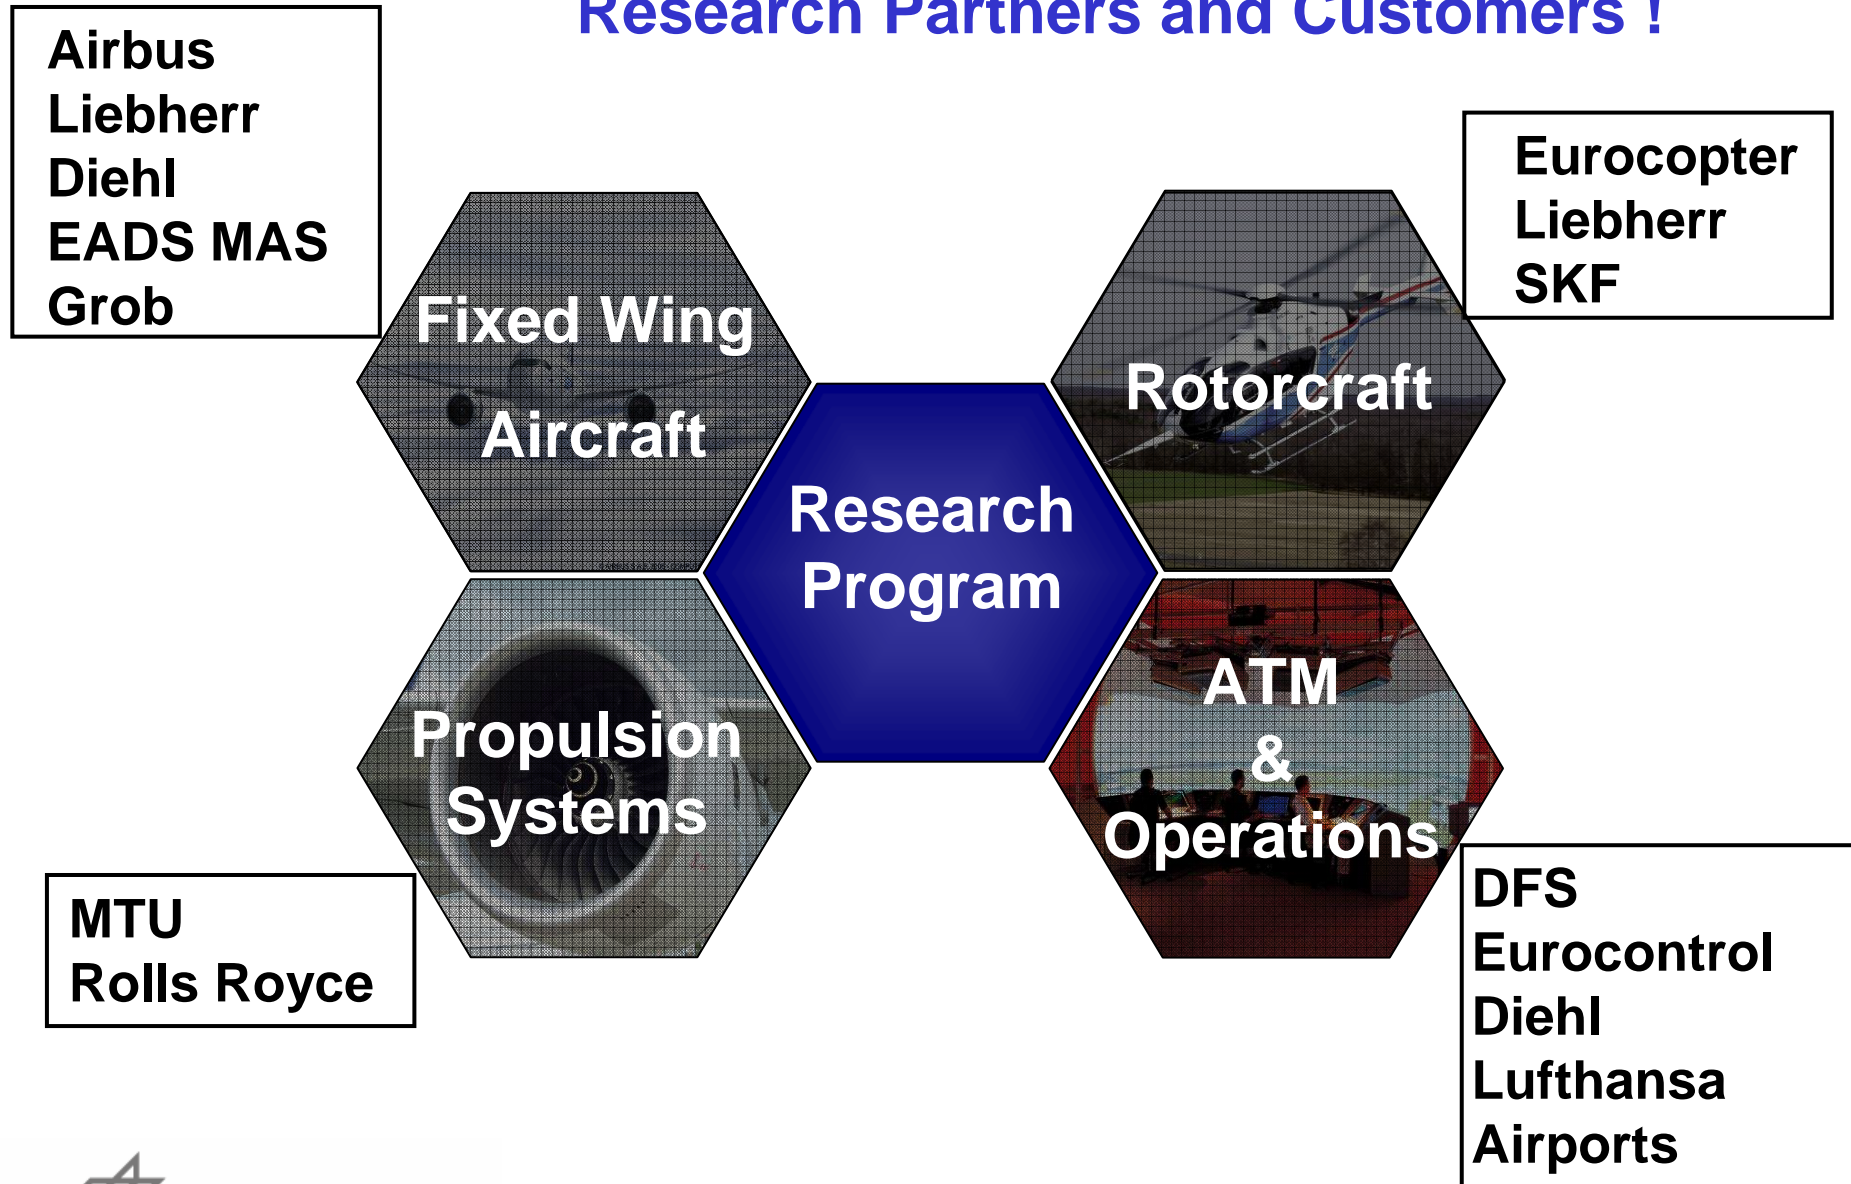 Research Partners and Customers !
Airbus
Liebherr
Diehl
EADS MAS
Grob
Eurocopter
Liebherr
SKF
Fixed Wing
Aircraft
Rotorcraft
Research
Program
Propulsion
Systems
ATM
&
Operations
MTU
Rolls Royce
DFS
Eurocontrol
Diehl
Lufthansa
Airports